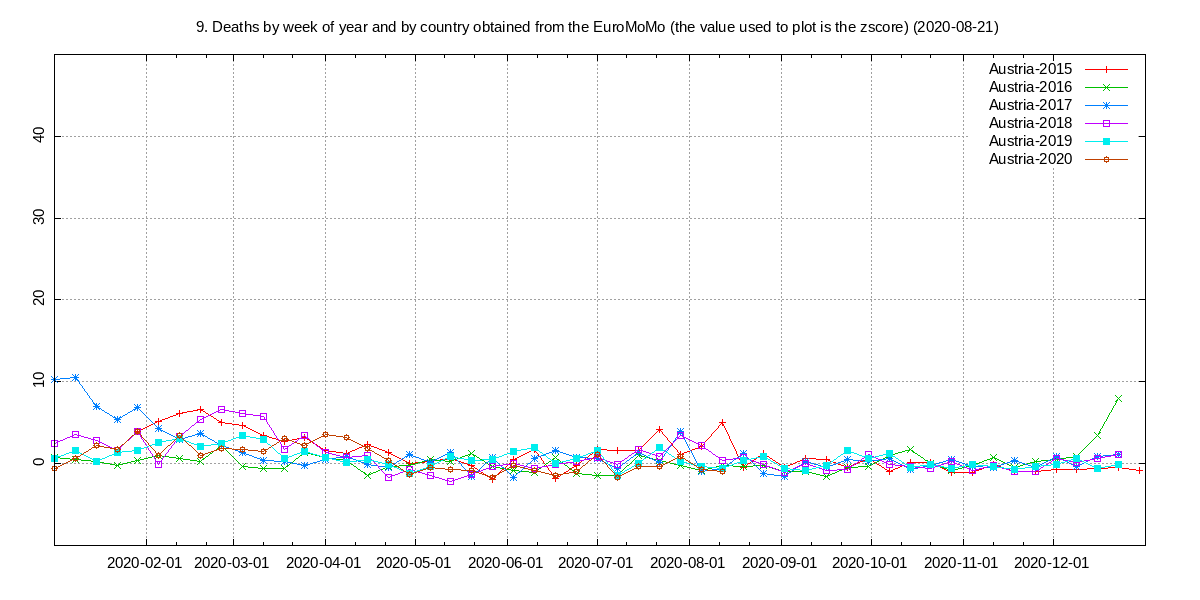 9. Deaths by week of year and by country obtained from the EuroMoMo (the value used to plot is the zscore) (2020-08-21)
Austria-2015
Austria-2016
Austria-2017
Austria-2018
Austria-2019
Austria-2020
40
30
20
10
0
2020-02-01 2020-03-01 2020-04-01 2020-05-01 2020-06-01 2020-07-01 2020-08-01 2020-09-01 2020-10-01 2020-11-01 2020-12-01